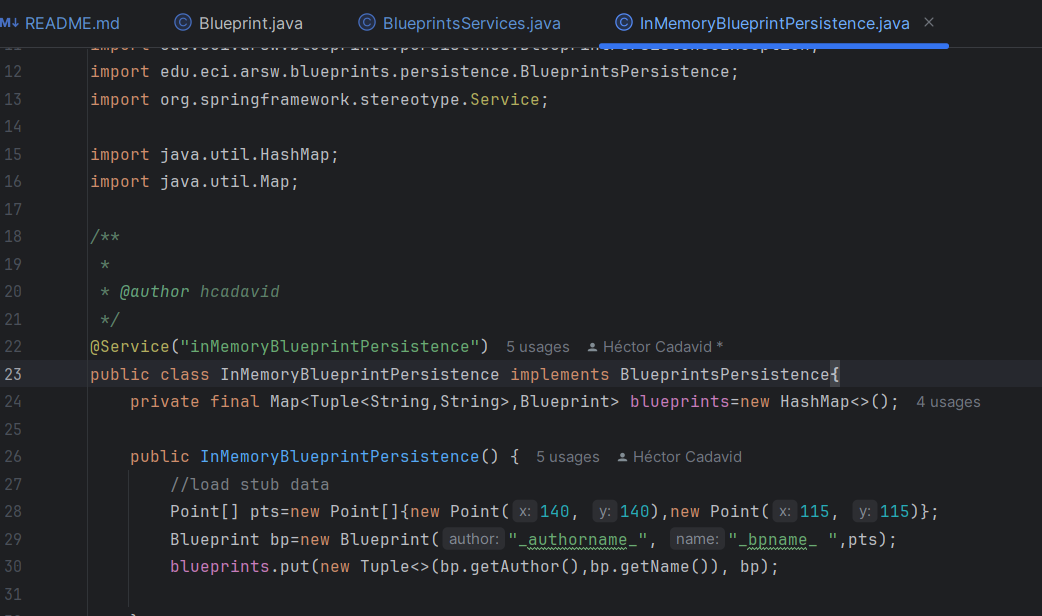 README.md Blueprint.java BlueprintsServices.java InMemoryBlueprintPersistence.java
12 import edu.eci.arsw.blueprints.persistence.BlueprintsPersistence;
13 import org.springframework.stereotype.Service;
14
15 import java.util.HashMap;
16 import java.util.Map;
17
18 /**
19  *
20  * @author hcadavid
21  */
22 @Service("inMemoryBlueprintPersistence") 5 usages Héctor Cadavid *
23 public class InMemoryBlueprintPersistence implements BlueprintsPersistence{
24 private final Map<Tuple<String,String>,Blueprint> blueprints=new HashMap<>(); 4 usages
25
26 public InMemoryBlueprintPersistence() { 5 usages Héctor Cadavid
27 //load stub data
28 Point[] pts=new Point[]{new Point( x: 140, y: 140),new Point( x: 115, y: 115)};
29 Blueprint bp=new Blueprint( author: "_authorname_", name: "_bpname_ ",pts);
30 blueprints.put(new Tuple<>(bp.getAuthor(),bp.getName()), bp);
31